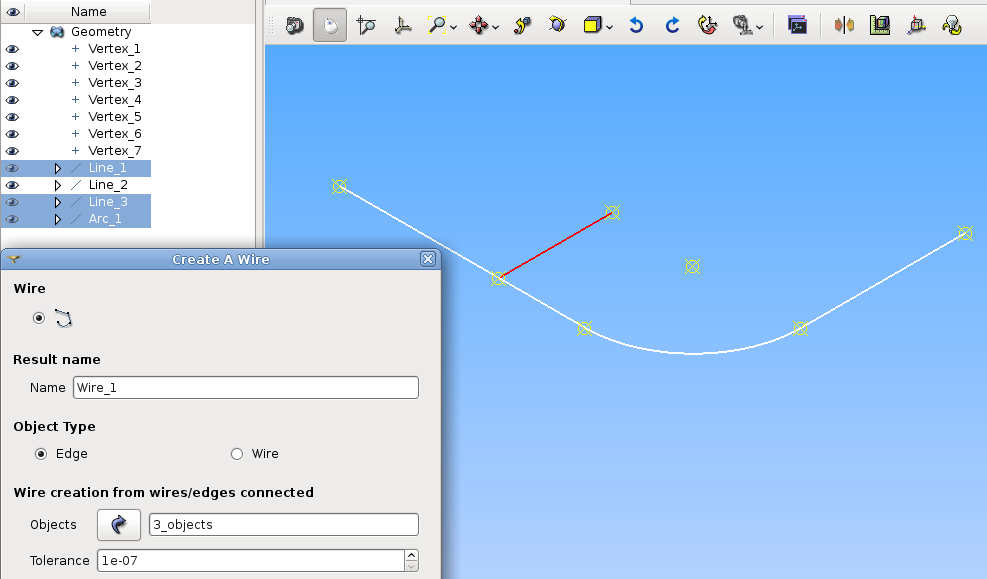 Name
Geometry
Vertex_1
Vertex_2
Vertex_3
Vertex_4
Vertex_5
Vertex_6
Vertex_7
Line_1
Line_2
Line_3
Arc_1
Create A Wire
Wire
Result name
Name Wire_1
Object Type
Edge Wire
Wire creation from wires/edges connected
Objects 3_objects
Tolerance 1e-07